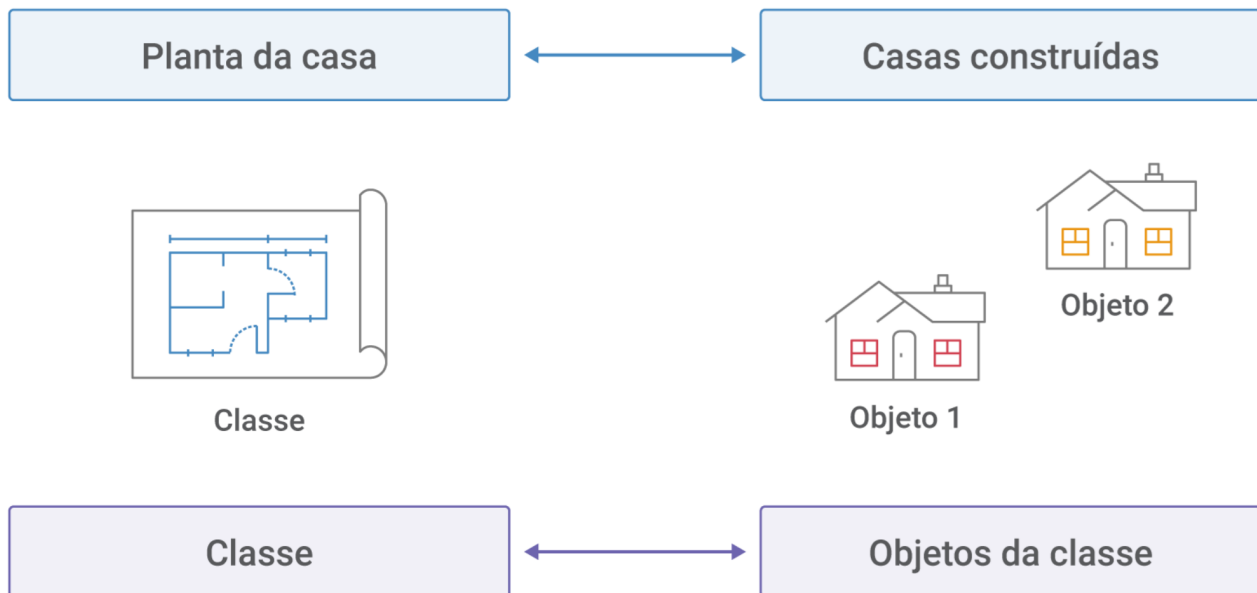 Planta da casa
Casas construídas
Objeto 2
Objeto 1
Classe
Classe
Objetos da classe